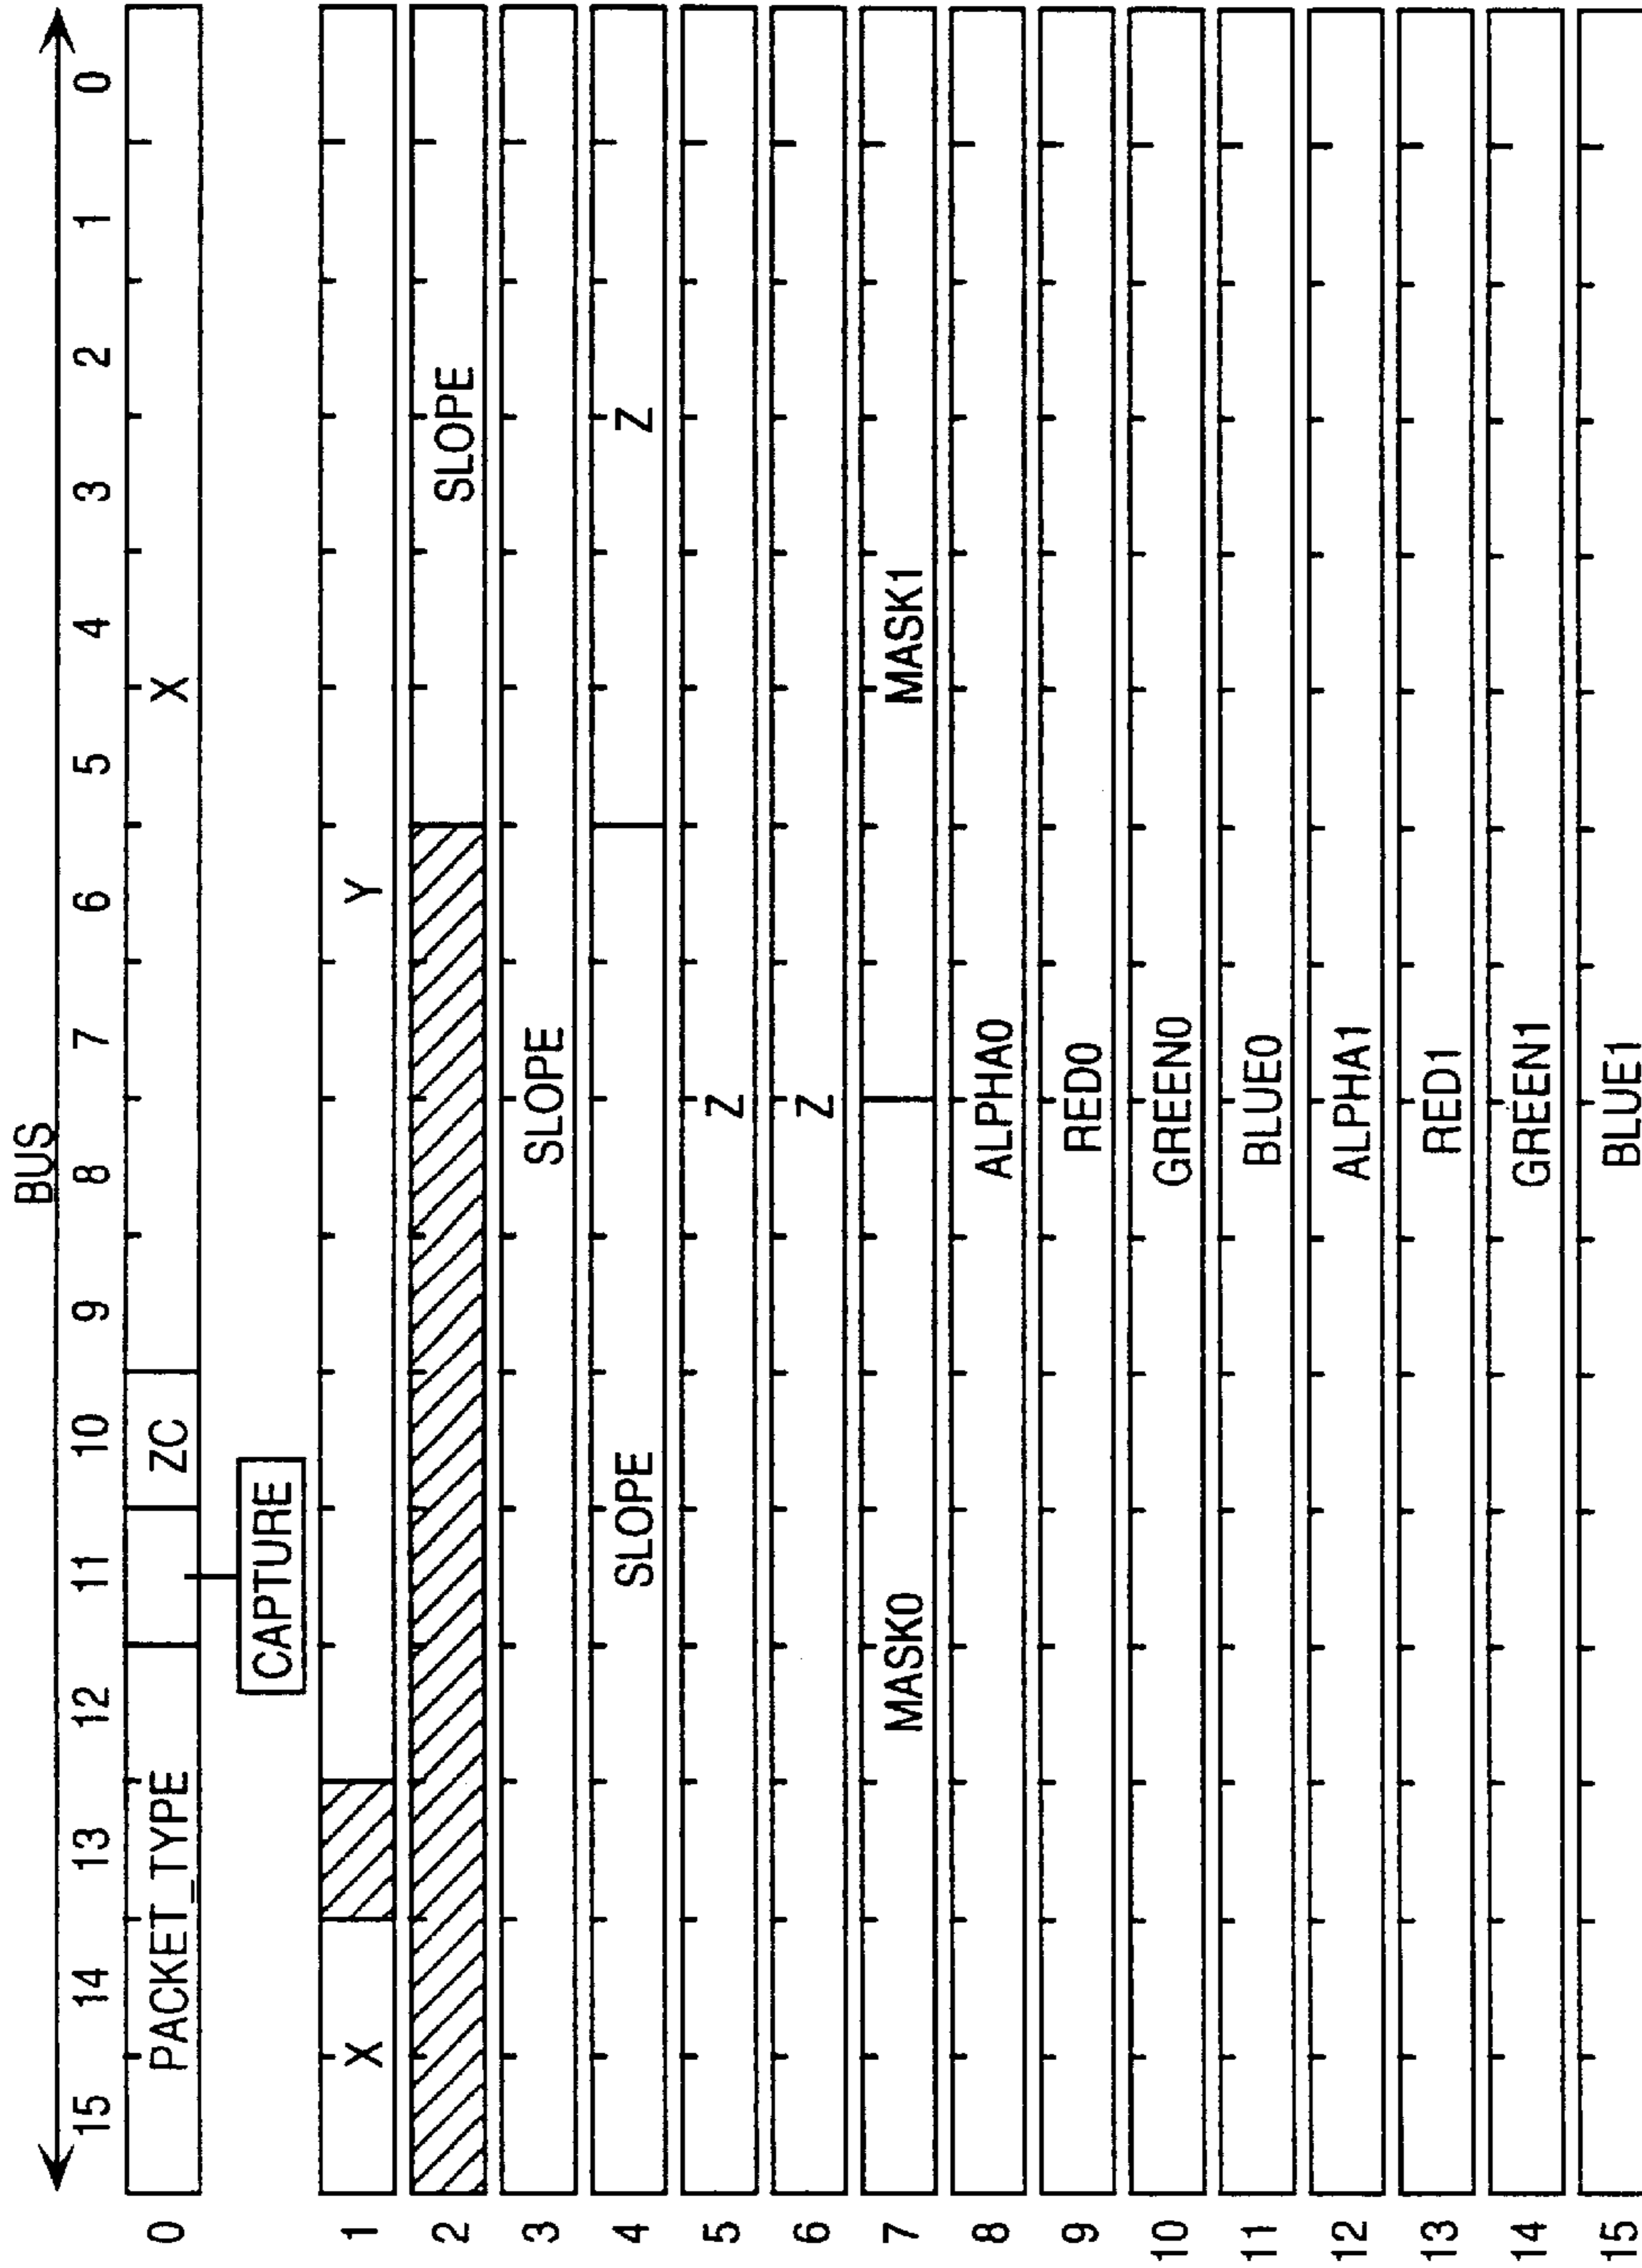 BUS
15 14 13 12 11 10 9 8 7 6 5 4 3 2 1 0
0 PACKET_TYPE ZC X
CAPTURE
1 X Y
2 SLOPE
3 SLOPE
4 SLOPE Z
5 Z
6 Z
7 MASK0 MASK1
8 ALPHA0
9 RED0
10 GREEN0
11 BLUE0
12 ALPHA1
13 RED1
14 GREEN1
15 BLUE1